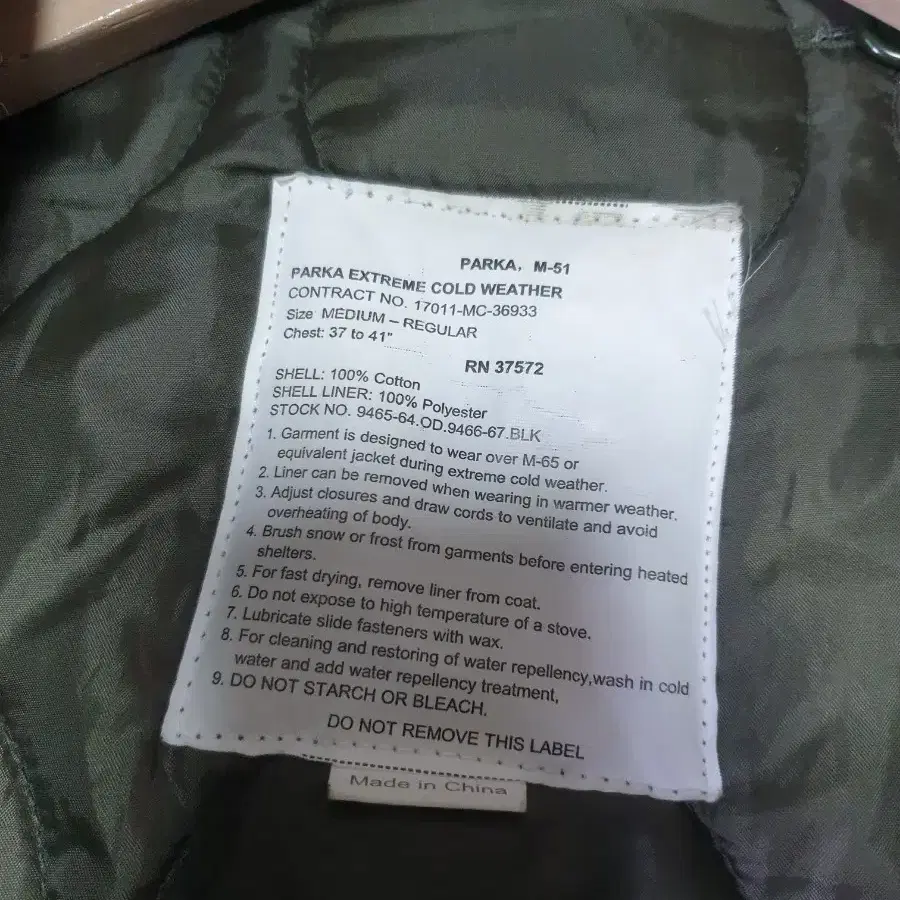 PARKA, M-51
PARKA EXTREME COLD WEATHER
CONTRACT NO. 17011-MC-36933
Size MEDIUM – REGULAR
Chest: 37 to 41"
RN 37572
SHELL: 100% Cotton
SHELL LINER: 100% Polyester
STOCK NO. 9465-64.OD.9466-67.BLK
1. Garment is designed to wear over M-65 or
equivalent jacket during extreme cold weather.
2. Liner can be removed when wearing in warmer weather.
3. Adjust closures and draw cords to ventilate and avoid
overheating of body.
4. Brush snow or frost from garments before entering heated
shelters.
5. For fast drying, remove liner from coat.
6. Do not expose to high temperature of a stove.
7. Lubricate slide fasteners with wax.
8. For cleaning and restoring of water repellency,wash in cold
water and add water repellency treatment,
9. DO NOT STARCH OR BLEACH.
DO NOT REMOVE THIS LABEL
Made in China